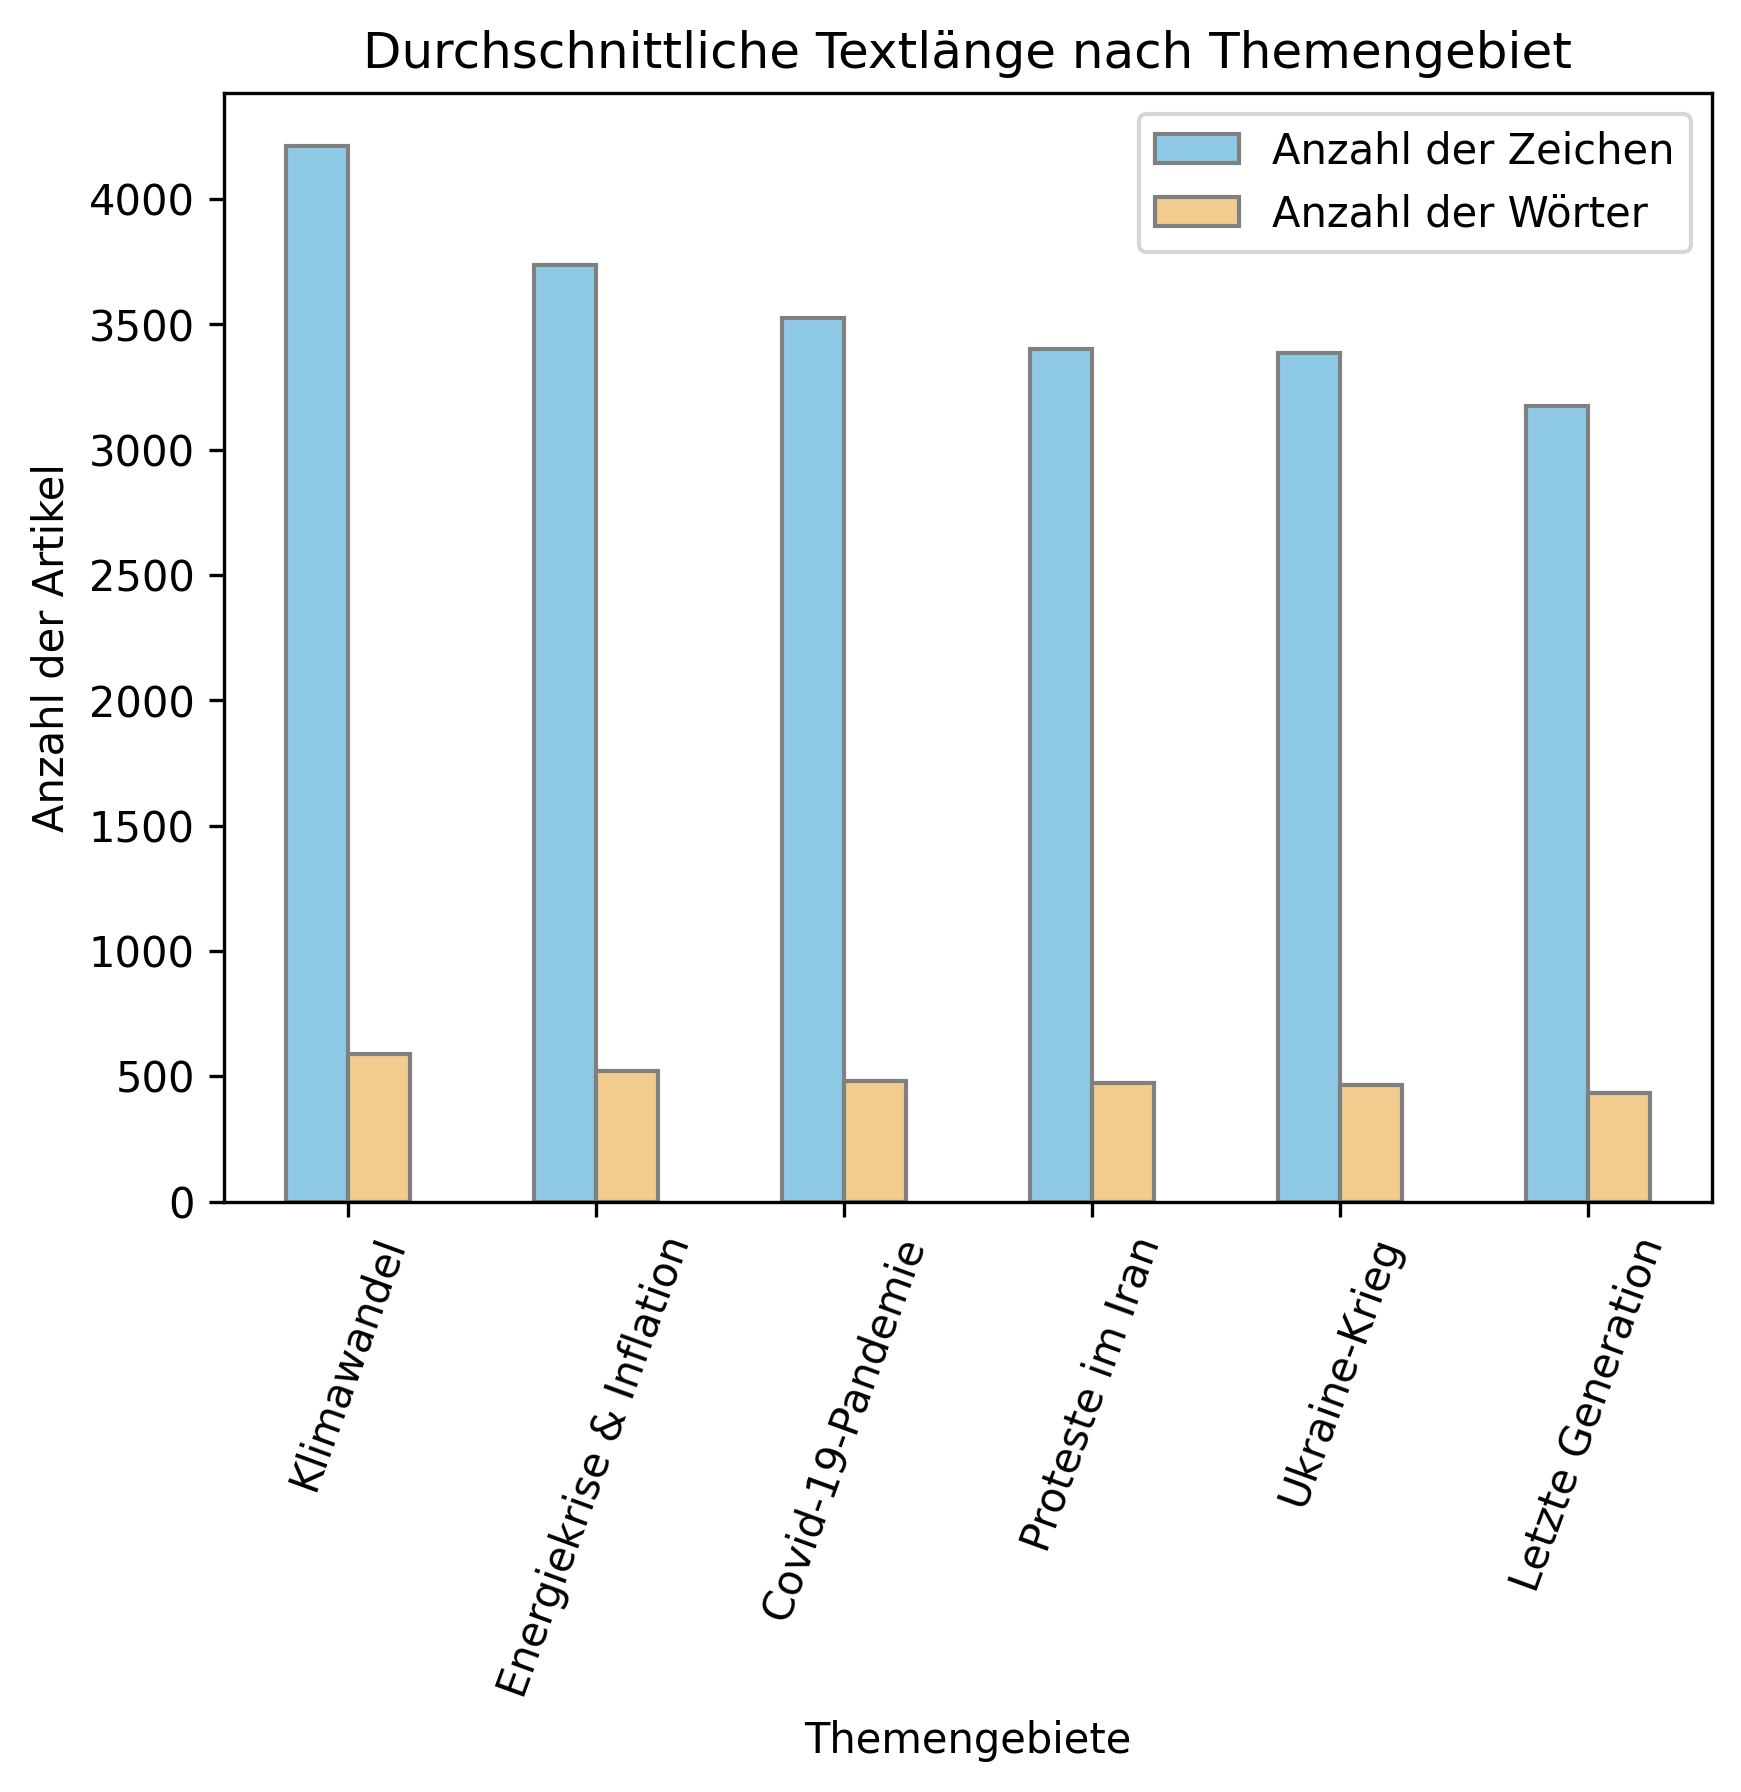 Durchschnittliche Textlänge nach Themengebiet
Anzahl der Zeichen
Anzahl der Wörter
Anzahl der Artikel
4000
3500
3000
2500
2000
1500
1000
500
0
Klimawandel
Energiekrise & Inflation
Covid-19-Pandemie
Proteste im Iran
Ukraine-Krieg
Letzte Generation
Themengebiete